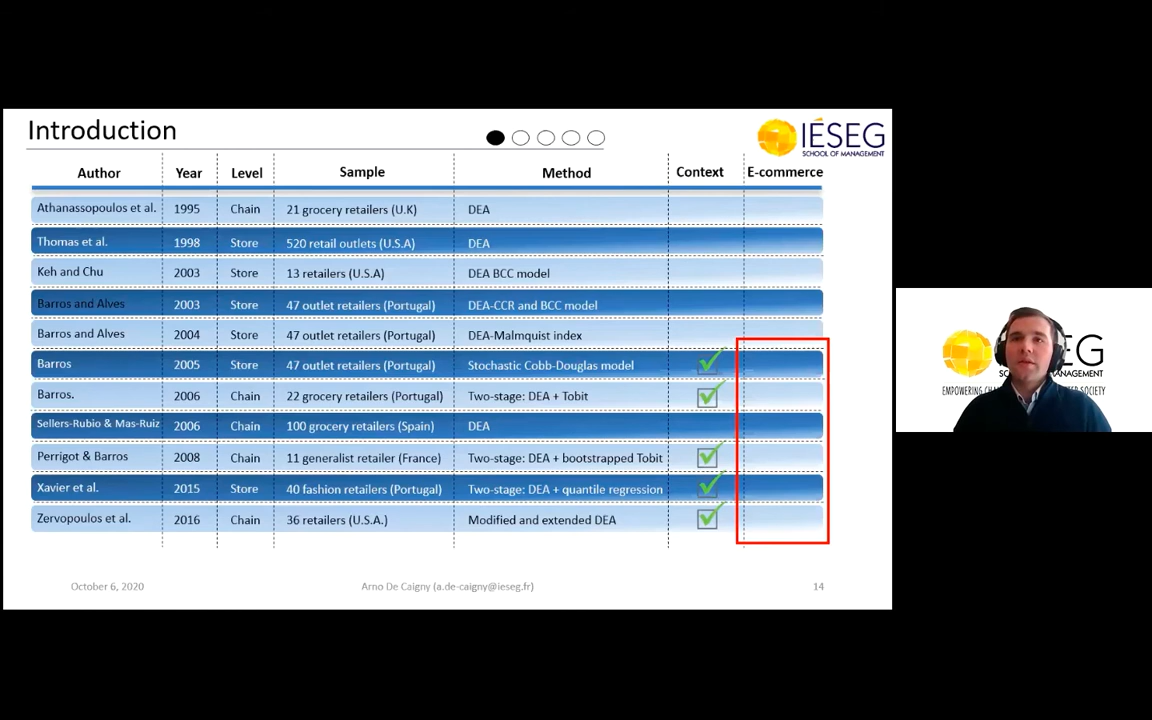 Introduction
IÉSEG
SCHOOL OF MANAGEMENT
Author Year Level Sample Method Context E-commerce
Athanassopoulos et al. 1995 Chain 21 grocery retailers (U.K) DEA
Thomas et al. 1998 Store 520 retail outlets (U.S.A) DEA
Keh and Chu 2003 Store 13 retailers (U.S.A) DEA BCC model
Barros and Alves 2003 Store 47 outlet retailers (Portugal) DEA-CCR and BCC model
Barros and Alves 2004 Store 47 outlet retailers (Portugal) DEA-Malmquist index
Barros 2005 Store 47 outlet retailers (Portugal) Stochastic Cobb-Douglas model
Barros. 2006 Chain 22 grocery retailers (Portugal) Two-stage: DEA + Tobit
Sellers-Rubio & Mas-Ruiz 2006 Chain 100 grocery retailers (Spain) DEA
Perrigot & Barros 2008 Chain 11 generalist retailer (France) Two-stage: DEA + bootstrapped Tobit
Xavier et al. 2015 Store 40 fashion retailers (Portugal) Two-stage: DEA + quantile regression
Zervopoulos et al. 2016 Chain 36 retailers (U.S.A.) Modified and extended DEA
October 6, 2020 Arno De Caigny (a.de-caigny@ieseg.fr) 14
EG
EMPOWERING SOCIETY